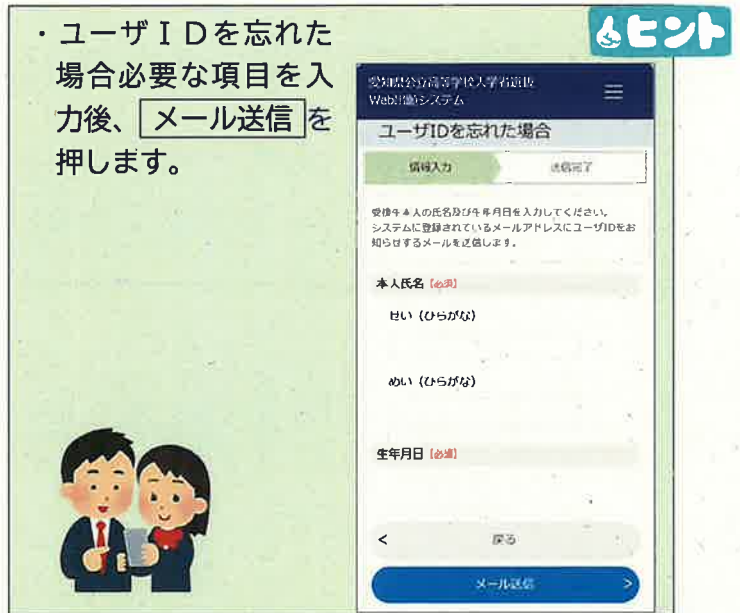 ヒント
・ユーザＩＤを忘れた
場合必要な項目を入
力後、メール送信を
押します。
愛知県公立高等学校入学者選抜
Web出願システム
ユーザIDを忘れた場合
情報入力
送信完了
受検生本人の氏名及び生年月日を入力してください。
システムに登録されているメールアドレスにユーザIDをお
知らせするメールを送信します。
本人氏名【必須】
せい（ひらがな）
めい（ひらがな）
生年月日【必須】
< 戻る
メール送信 >